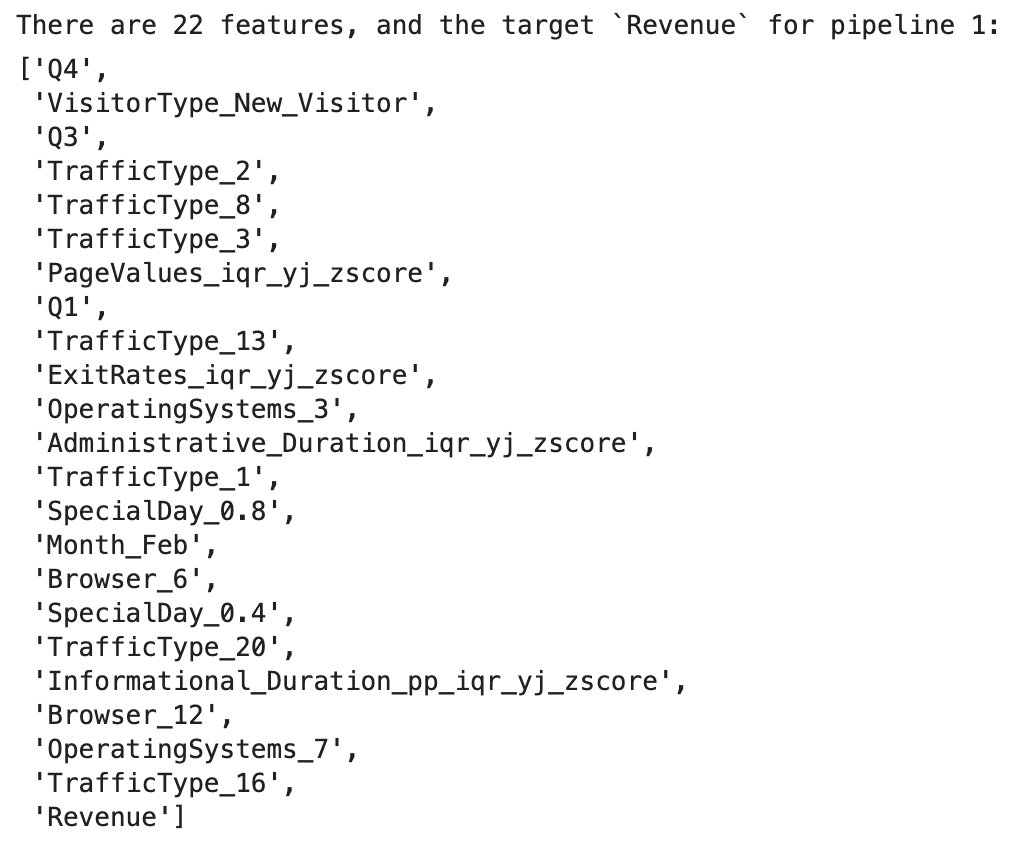 There are 22 features, and the target `Revenue` for pipeline 1:
['Q4',
 'VisitorType_New_Visitor',
 'Q3',
 'TrafficType_2',
 'TrafficType_8',
 'TrafficType_3',
 'PageValues_iqr_yj_zscore',
 'Q1',
 'TrafficType_13',
 'ExitRates_iqr_yj_zscore',
 'OperatingSystems_3',
 'Administrative_Duration_iqr_yj_zscore',
 'TrafficType_1',
 'SpecialDay_0.8',
 'Month_Feb',
 'Browser_6',
 'SpecialDay_0.4',
 'TrafficType_20',
 'Informational_Duration_pp_iqr_yj_zscore',
 'Browser_12',
 'OperatingSystems_7',
 'TrafficType_16',
 'Revenue']